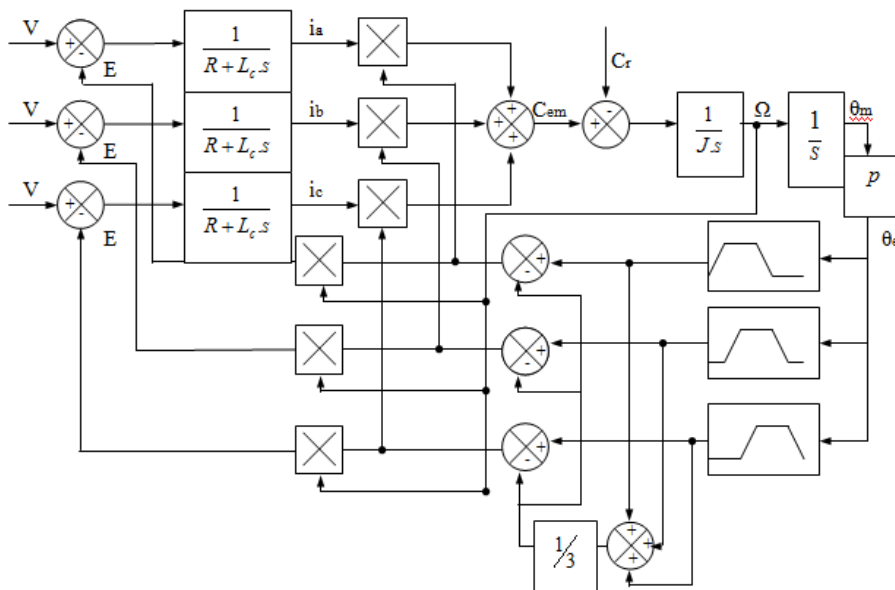 V + - E 1 / R + L_c.s i_a
V + - E 1 / R + L_c.s i_b
V + - E 1 / R + L_c.s i_c
+ + + C_em
C_r
+ -
1 / J.s
Ω
1 / s
θ_m
p
θ_e
- +
- +
- +
1/3
+ + +